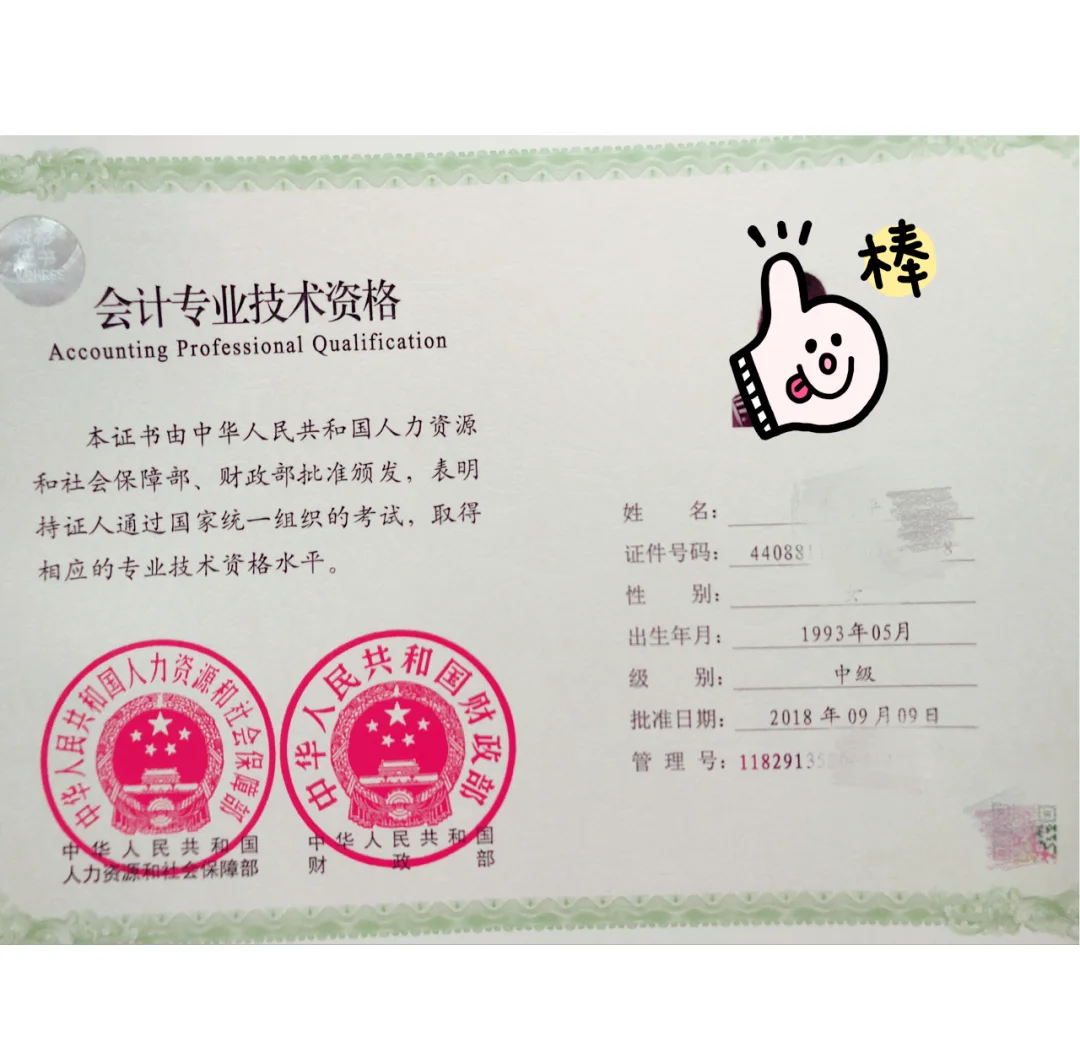 棒
会计专业技术资格
Accounting Professional Qualification
本证书由中华人民共和国人力资源
和社会保障部、财政部批准颁发，表明
持证人通过国家统一组织的考试，取得
相应的专业技术资格水平。
姓 名：
证件号码：44088
性 别：
出生年月：1993年05月
级 别：中级
批准日期：2018 年 09 月 09 日
管 理 号：1182913
中华人民共和国人力资源和社会保障部
中华人民共和国财政部
中华人民共和国
人力资源和社会保障部
中华人民共和国
财政部